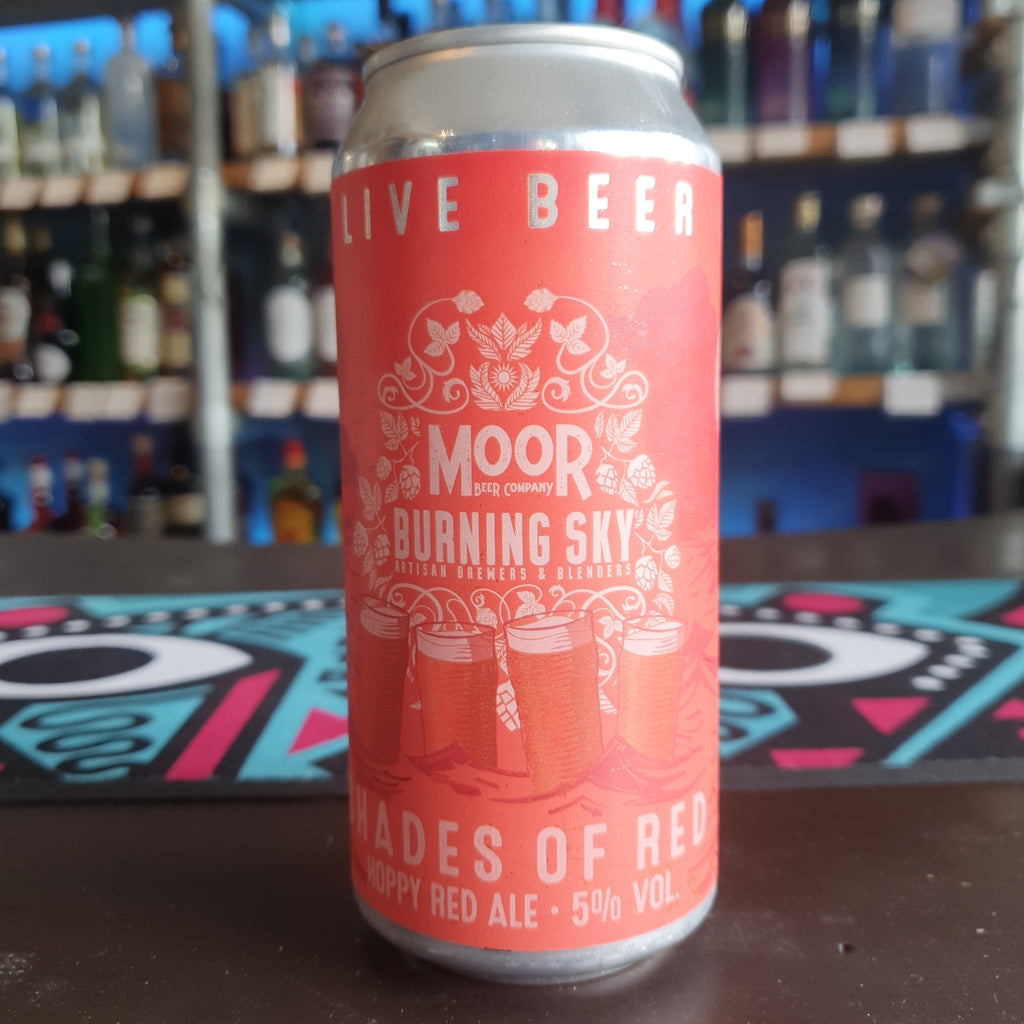 LIVE BEER
MOOR
BEER COMPANY
BURNING SKY
ARTISAN BREWERS & BLENDERS
SHADES OF RED
HOPPY RED ALE · 5% VOL.